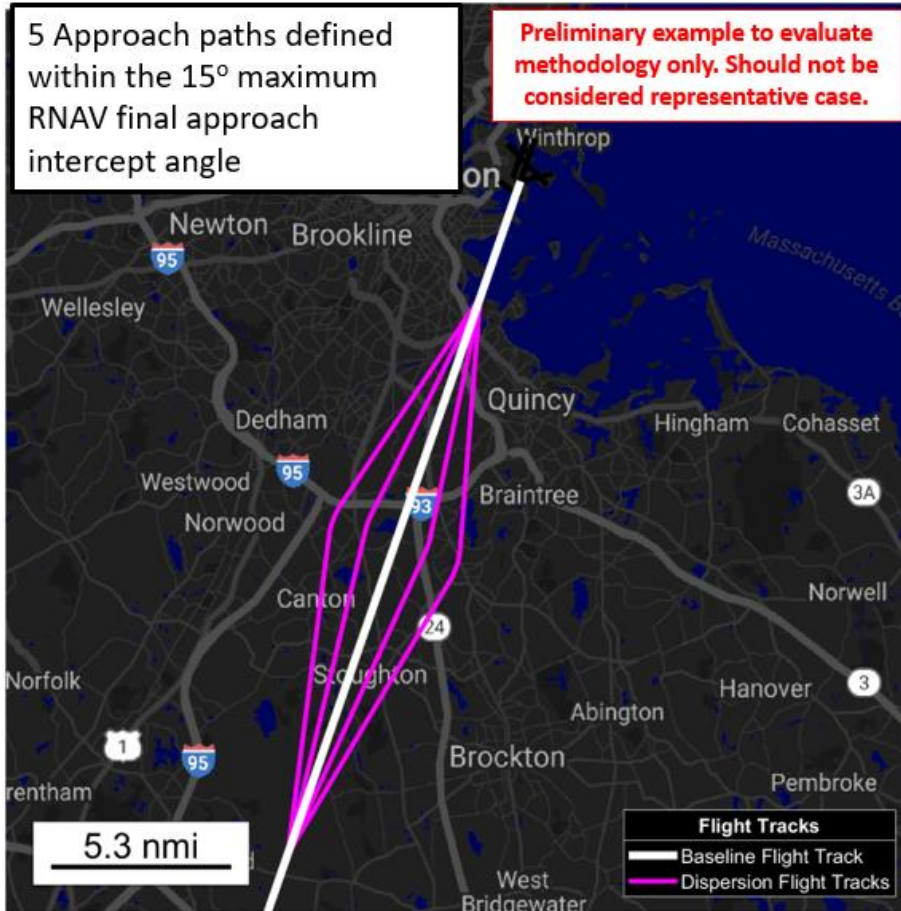 5 Approach paths defined
within the 15º maximum
RNAV final approach
intercept angle
Preliminary example to evaluate
methodology only. Should not be
considered representative case.
Winthrop
on
Newton
Brookline
95
Massachusetts B
Wellesley
Quincy
Dedham
Hingham
Cohasset
95
Westwood
Braintree
3A
93
Norwood
Canton
Norwell
24
Stoughton
Norfolk
Hanover
3
Abington
1
95
Brockton
rentham
Pembroke
5.3 nmi
d
Flight Tracks
Baseline Flight Track
Dispersion Flight Tracks
West
Bridgewater